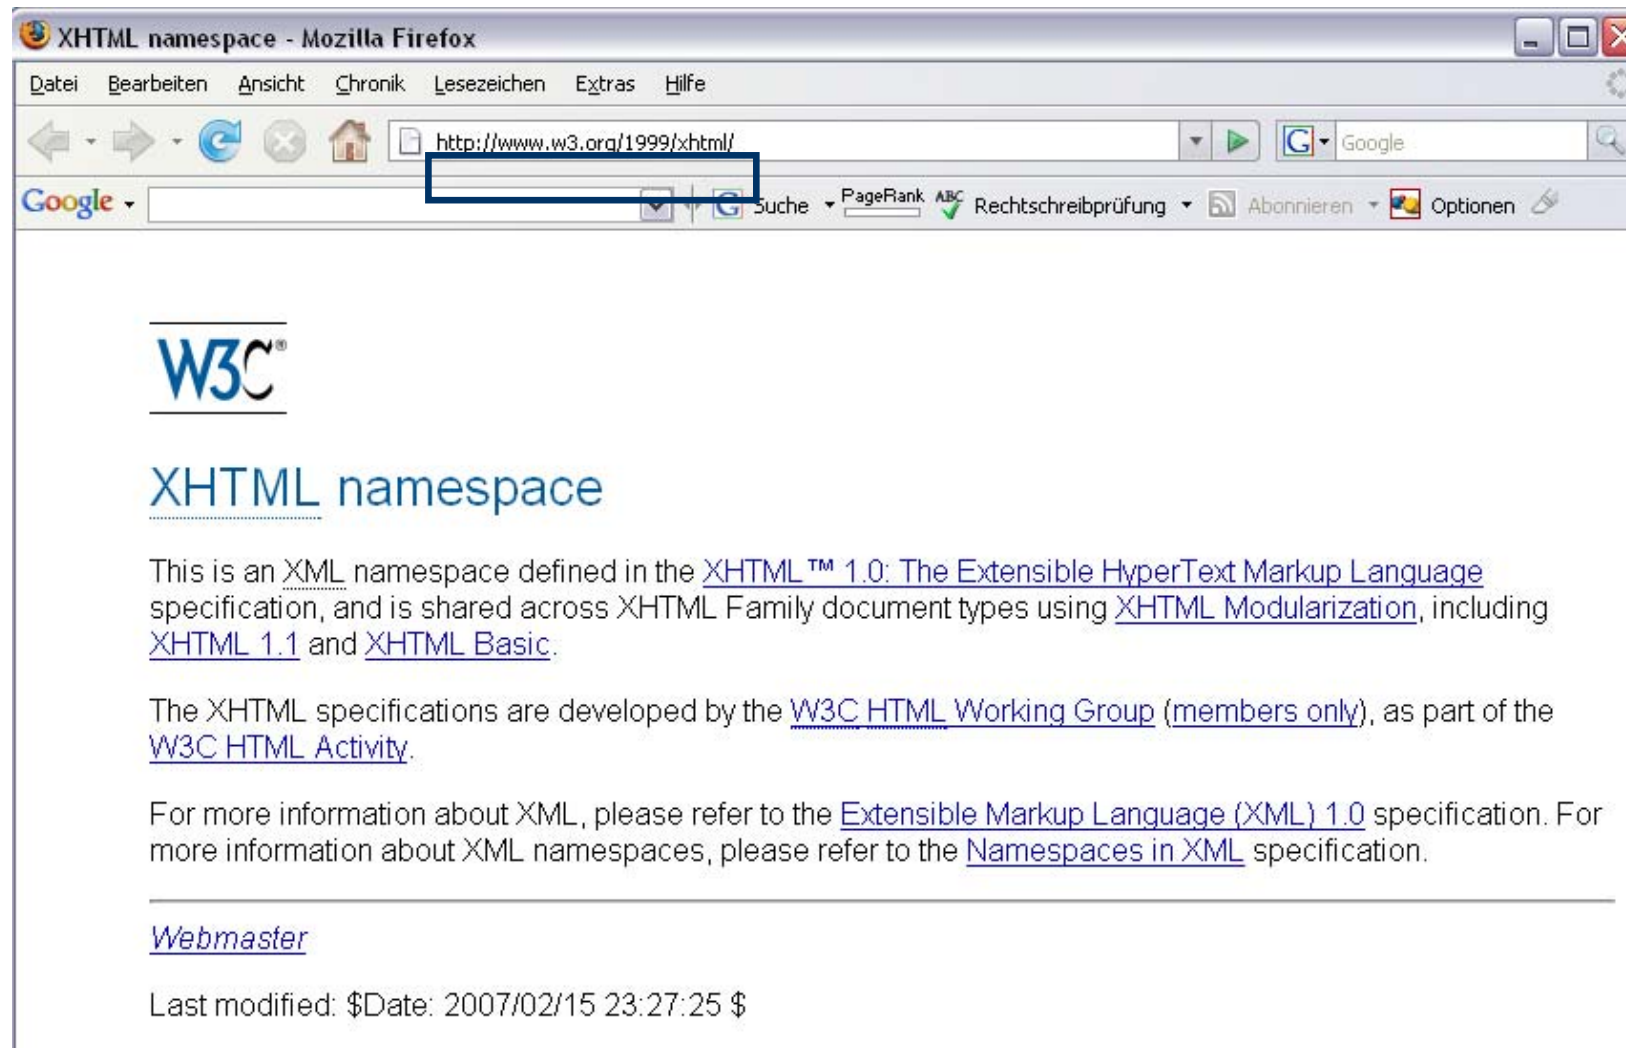 XHTML namespace - Mozilla Firefox
Datei Bearbeiten Ansicht Chronik Lesezeichen Extras Hilfe
http://www.w3.org/1999/xhtml/ G Google
Google G Suche PageRank ABC Rechtschreibprüfung Abonnieren Optionen
W3C®
XHTML namespace
This is an XML namespace defined in the XHTML™ 1.0: The Extensible HyperText Markup Language
specification, and is shared across XHTML Family document types using XHTML Modularization, including
XHTML 1.1 and XHTML Basic.
The XHTML specifications are developed by the W3C HTML Working Group (members only), as part of the
W3C HTML Activity.
For more information about XML, please refer to the Extensible Markup Language (XML) 1.0 specification. For
more information about XML namespaces, please refer to the Namespaces in XML specification.
Webmaster
Last modified: $Date: 2007/02/15 23:27:25 $